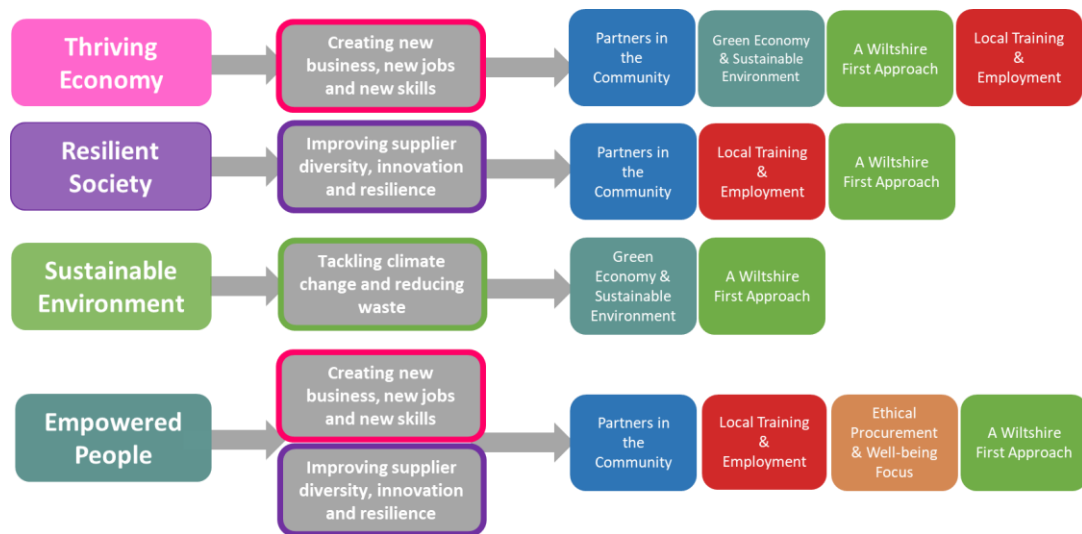 Thriving
Economy
Creating new
business, new jobs
and new skills
Partners in
the
Community
Green Economy
& Sustainable
Environment
A Wiltshire
First Approach
Local Training
&
Employment
Resilient
Society
Improving supplier
diversity, innovation
and resilience
Partners in
the
Community
Local Training
&
Employment
A Wiltshire
First Approach
Sustainable
Environment
Tackling climate
change and reducing
waste
Green
Economy &
Sustainable
Environment
A Wiltshire
First Approach
Empowered
People
Creating new
business, new jobs
and new skills
Improving supplier
diversity, innovation
and resilience
Partners in
the
Community
Local Training
&
Employment
Ethical
Procurement
& Well-being
Focus
A Wiltshire
First Approach